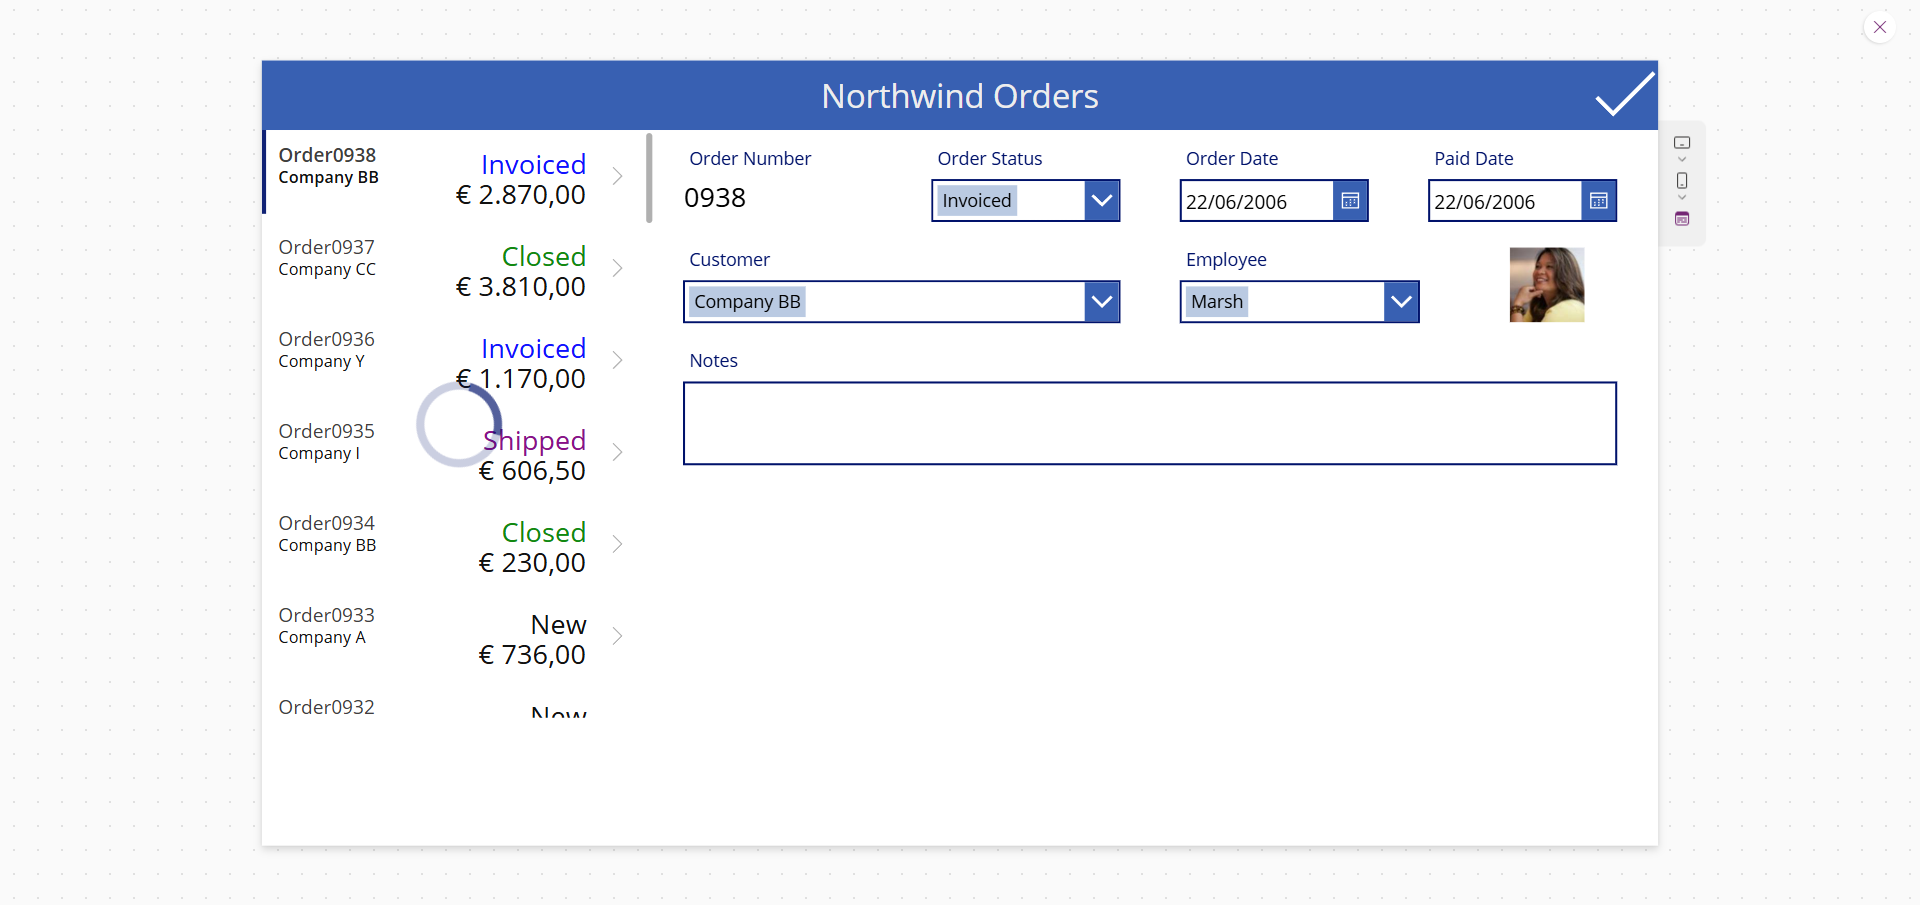 Northwind Orders
Order0938
Company BB
Invoiced
€ 2.870,00
Order0937
Company CC
Closed
€ 3.810,00
Order0936
Company Y
Invoiced
€ 1.170,00
Order0935
Company I
Shipped
€ 606,50
Order0934
Company BB
Closed
€ 230,00
Order0933
Company A
New
€ 736,00
Order0932
New
Order Number
Order Status
Order Date
Paid Date
0938
Invoiced
22/06/2006
22/06/2006
Customer
Employee
Company BB
Marsh
Notes